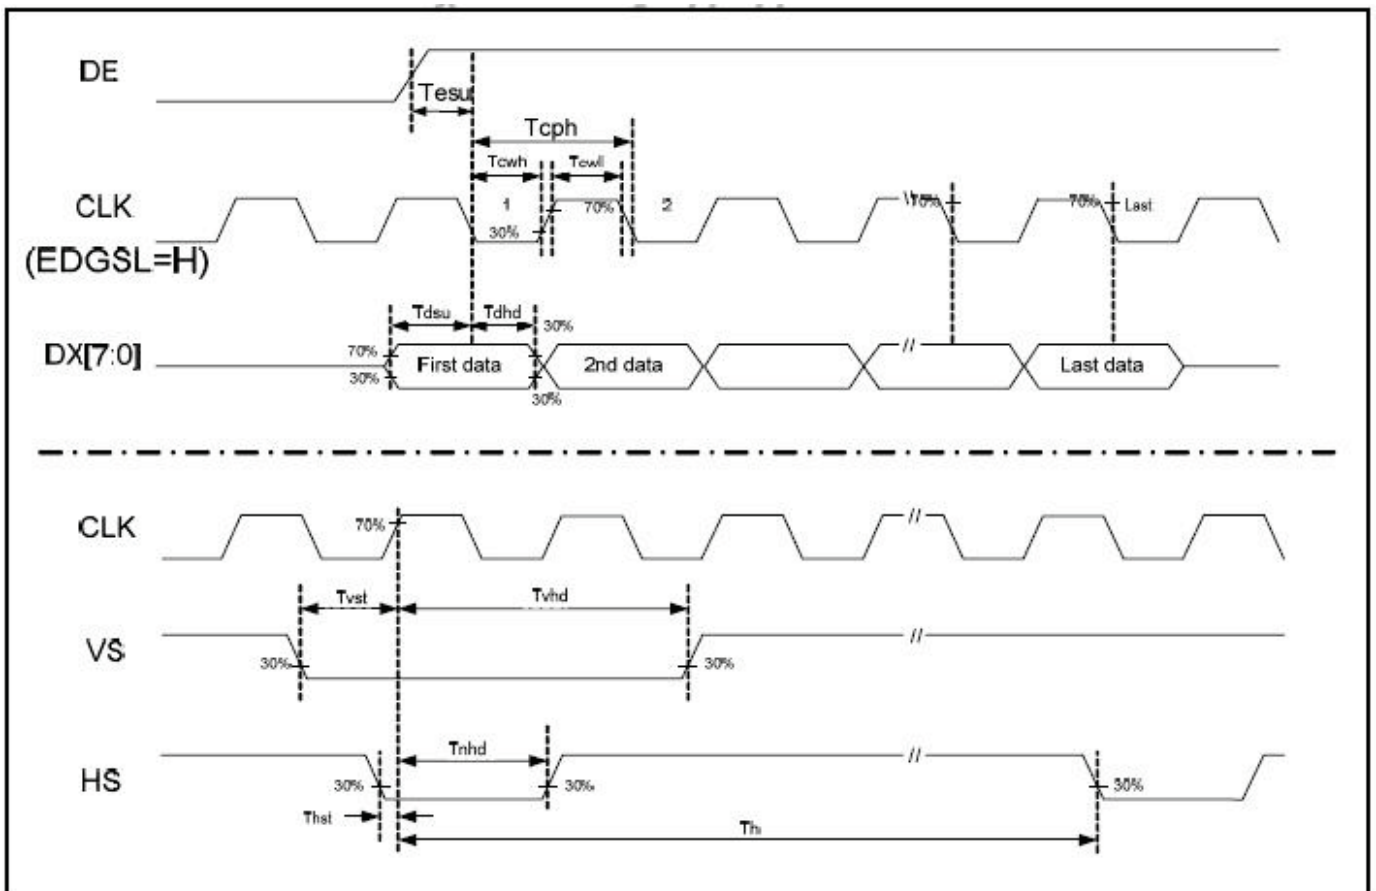 DE
Tesu
Tcph
Tcwh Tcwl
CLK 1 70% 2 70% 70% Last
30%
(EDGSL=H)
Tdsu Tdhd 30%
DX[7:0] 70% First data 2nd data // Last data
30% 30%
CLK 70% //
Tvst Tvhd
VS 30% 30% //
Tnhd
HS 30% 30% // 30%
Thst
Th